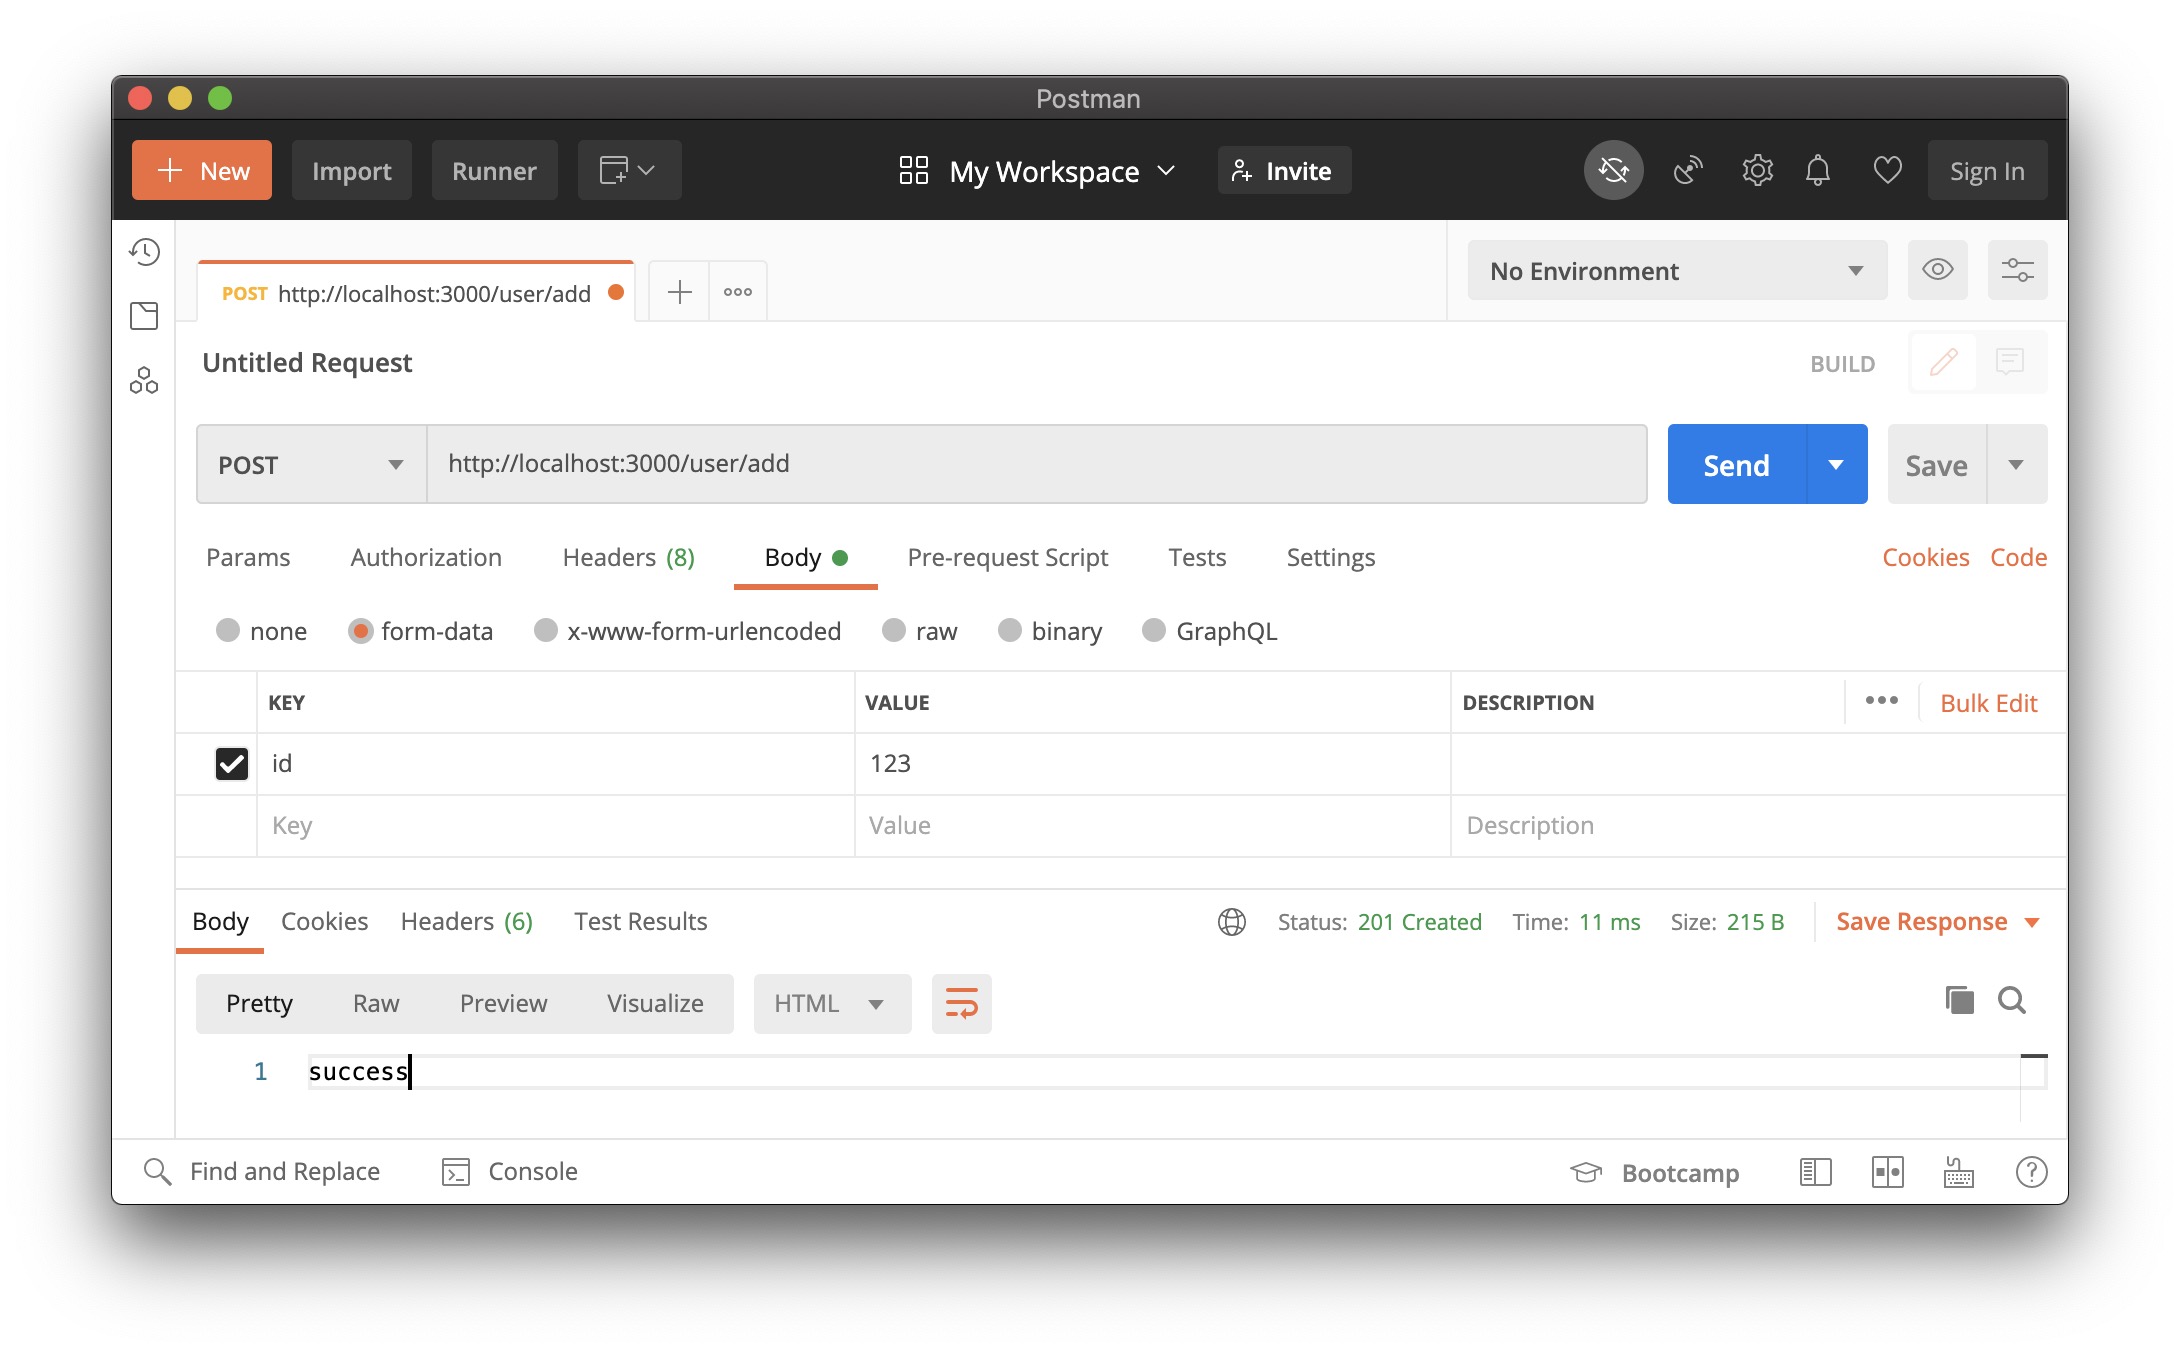 Postman
New Import Runner My Workspace Invite Sign In
POST http://localhost:3000/user/add No Environment
Untitled Request BUILD
POST http://localhost:3000/user/add Send Save
Params Authorization Headers (8) Body Pre-request Script Tests Settings Cookies Code
none form-data x-www-form-urlencoded raw binary GraphQL
KEY VALUE DESCRIPTION Bulk Edit
id 123
Key Value Description
Body Cookies Headers (6) Test Results Status: 201 Created Time: 11 ms Size: 215 B Save Response
Pretty Raw Preview Visualize HTML
1 success
Find and Replace Console Bootcamp